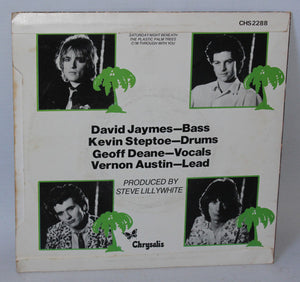 CHS 2288
SATURDAY NIGHT BENEATH
THE PLASTIC PALM TREES
C/W THROUGH WITH YOU
David Jaymes—Bass
Kevin Steptoe—Drums
Geoff Deane—Vocals
Vernon Austin—Lead
PRODUCED BY
STEVE LILLYWHITE
Chrysalis